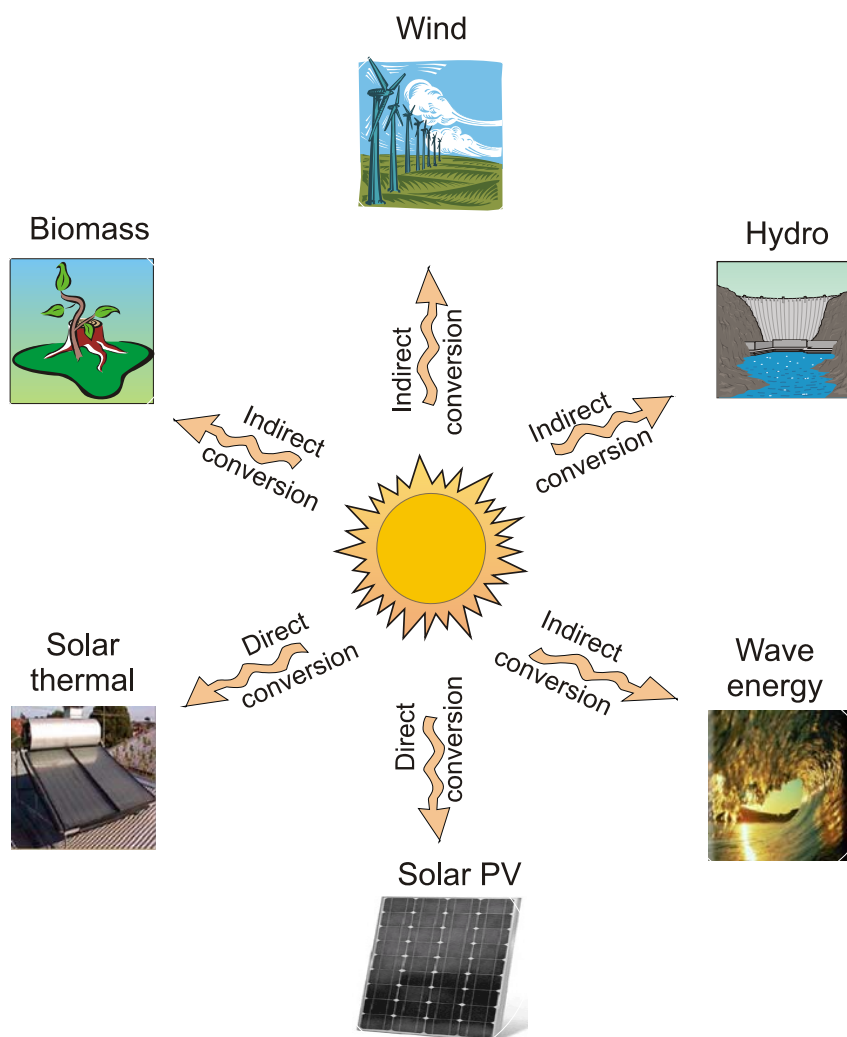 Wind
Biomass
Hydro
Indirect
conversion
Indirect
conversion
Indirect
conversion
Solar
thermal
Direct
conversion
Direct
conversion
Indirect
conversion
Wave
energy
Solar PV